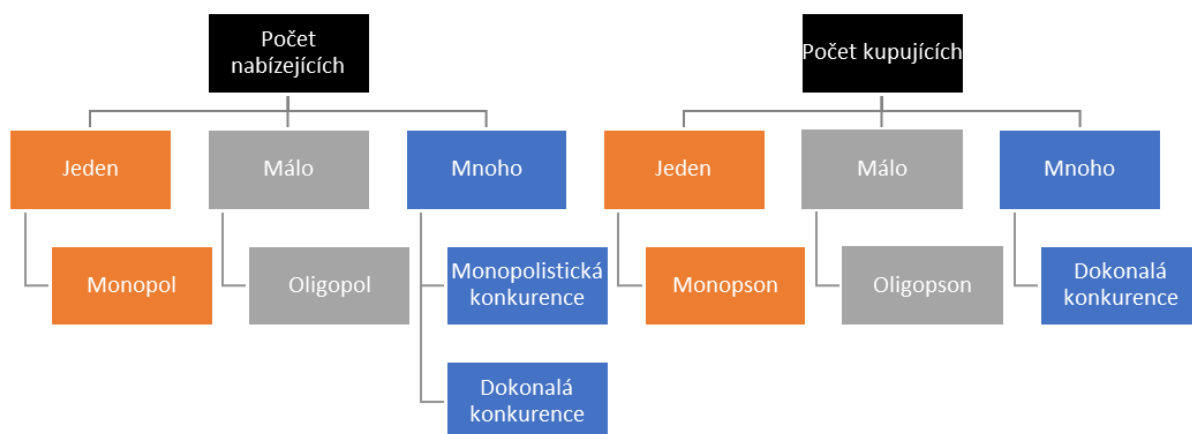 Počet
nabízejících
Počet kupujících
Jeden
Málo
Mnoho
Jeden
Málo
Mnoho
Monopol
Oligopol
Monopolistická
konkurence
Monopson
Oligopson
Dokonalá
konkurence
Dokonalá
konkurence